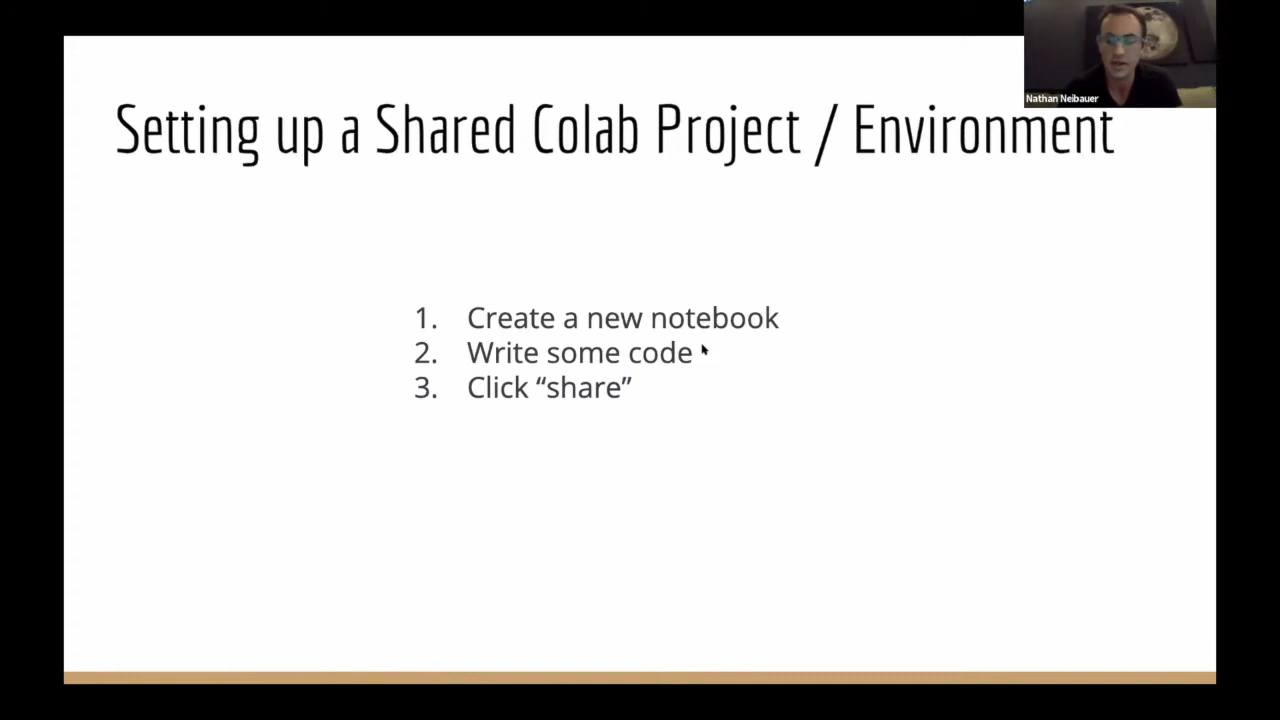 Nathan Neibauer
Setting up a Shared Colab Project / Environment
1. Create a new notebook
2. Write some code
3. Click “share”